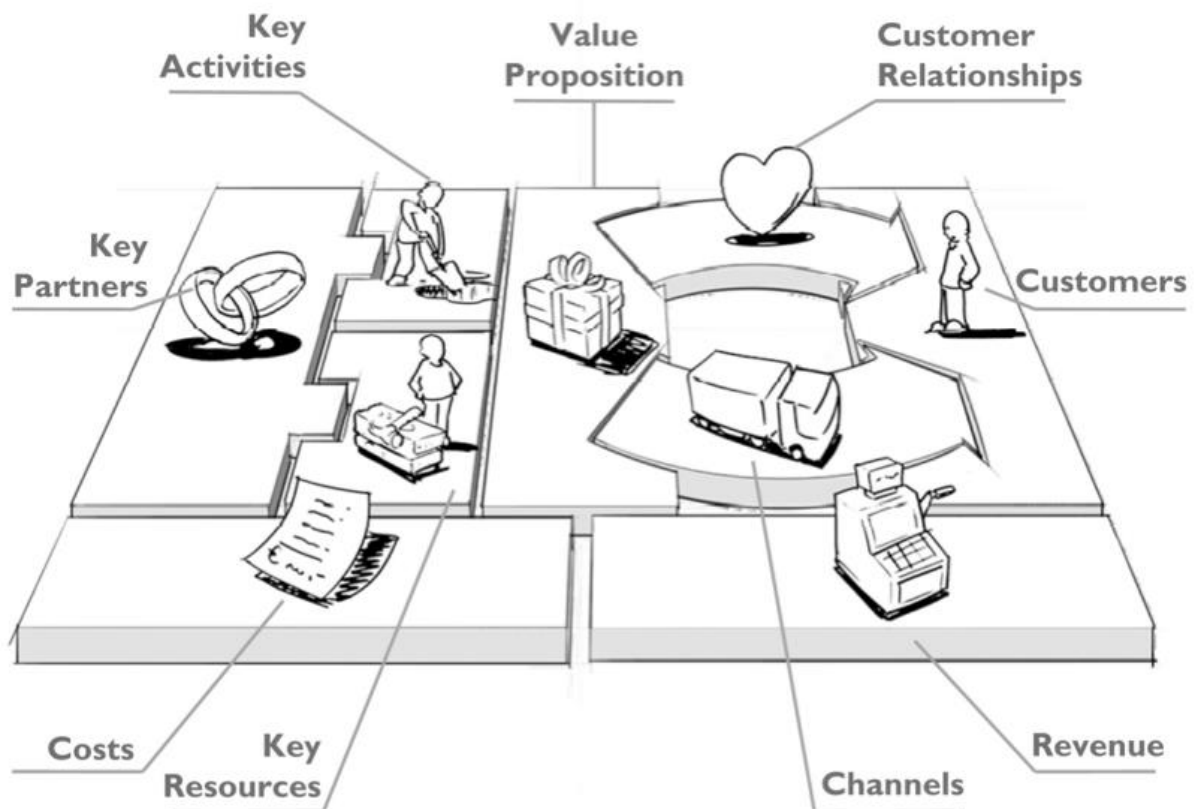 Key
Activities
Value
Proposition
Customer
Relationships
Key
Partners
Customers
Costs
Key
Resources
Channels
Revenue